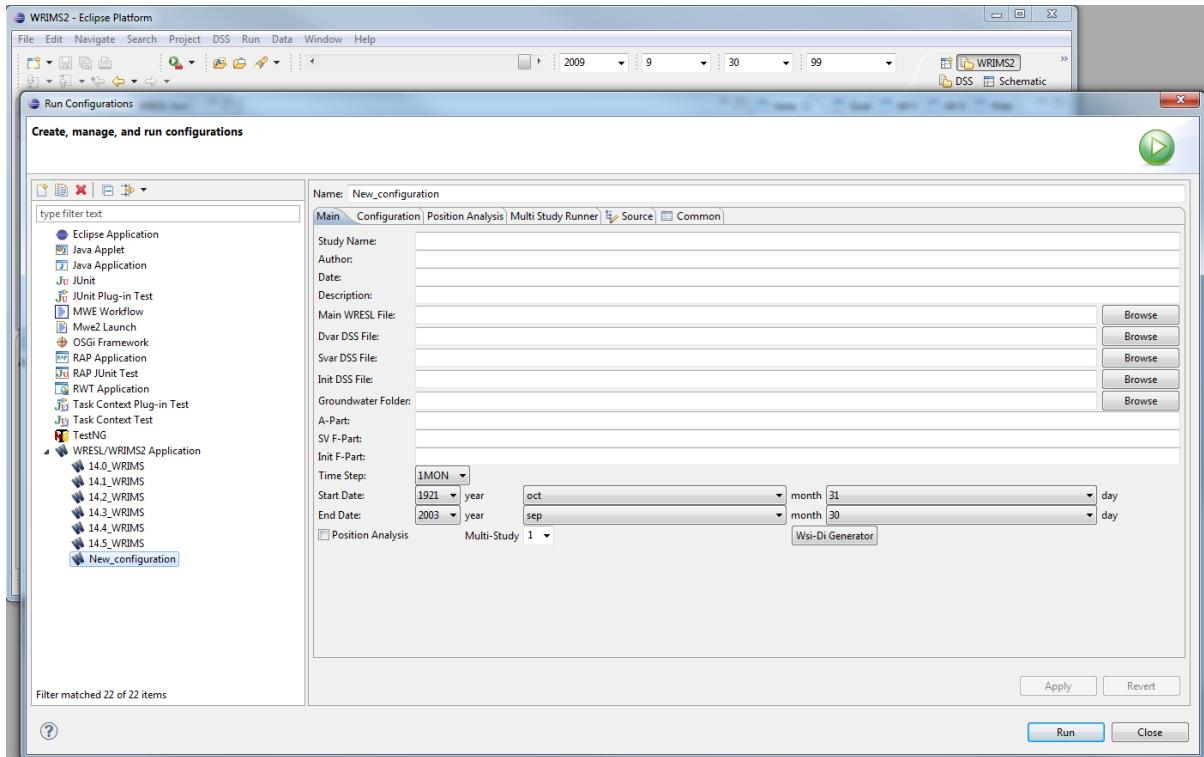 WRIMS2 - Eclipse Platform
File Edit Navigate Search Project DSS Run Data Window Help
2009 9 30 99 WRIMS2 »
DSS Schematic
Run Configurations
Create, manage, and run configurations
type filter text
Eclipse Application
Java Applet
Java Application
JUnit
JUnit Plug-in Test
MWE Workflow
Mwe2 Launch
OSGi Framework
RAP Application
RAP JUnit Test
RWT Application
Task Context Plug-in Test
Task Context Test
TestNG
WRESL/WRIMS2 Application
14.0_WRIMS
14.1_WRIMS
14.2_WRIMS
14.3_WRIMS
14.4_WRIMS
14.5_WRIMS
New_configuration
Filter matched 22 of 22 items
Name: New_configuration
Main Configuration Position Analysis Multi Study Runner Source Common
Study Name:
Author:
Date:
Description:
Main WRESL File: Browse
Dvar DSS File: Browse
Svar DSS File: Browse
Init DSS File: Browse
Groundwater Folder: Browse
A-Part:
SV F-Part:
Init F-Part:
Time Step: 1MON
Start Date: 1921 year oct month 31 day
End Date: 2003 year sep month 30 day
Position Analysis Multi-Study 1 Wsi-Di Generator
Apply Revert
Run Close